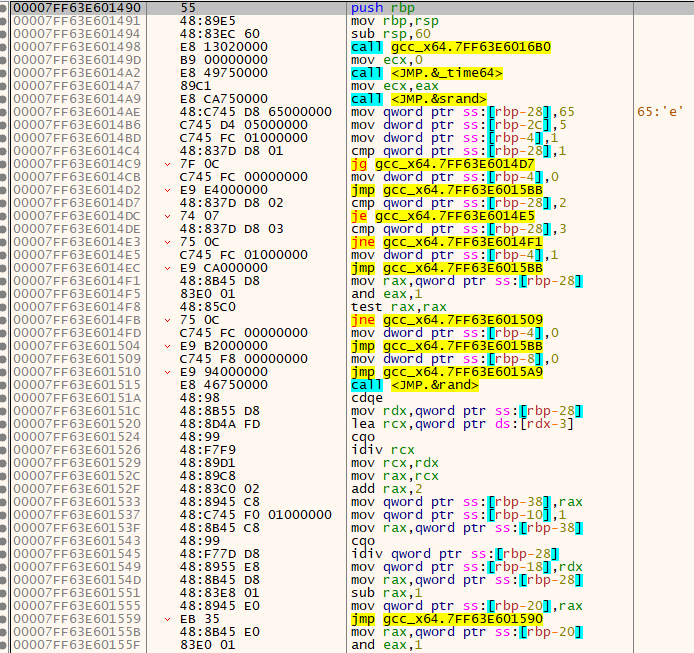 00007FF63E601490 55 push rbp
00007FF63E601491 48:89E5 mov rbp,rsp
00007FF63E601494 48:83EC 60 sub rsp,60
00007FF63E601498 E8 13020000 call gcc_x64.7FF63E6016B0
00007FF63E60149D B9 00000000 mov ecx,0
00007FF63E6014A2 E8 49750000 call <JMP.&_time64>
00007FF63E6014A7 89C1 mov ecx,eax
00007FF63E6014A9 E8 CA750000 call <JMP.&srand>
00007FF63E6014AE 48:C745 D8 65000000 mov qword ptr ss:[rbp-28],65 65:'e'
00007FF63E6014B6 C745 D4 05000000 mov dword ptr ss:[rbp-2C],5
00007FF63E6014BD C745 FC 01000000 mov dword ptr ss:[rbp-4],1
00007FF63E6014C4 48:837D D8 01 cmp qword ptr ss:[rbp-28],1
00007FF63E6014C9 7F 0C jg gcc_x64.7FF63E6014D7
00007FF63E6014CB C745 FC 00000000 mov dword ptr ss:[rbp-4],0
00007FF63E6014D2 E9 E4000000 jmp gcc_x64.7FF63E6015BB
00007FF63E6014D7 48:837D D8 02 cmp qword ptr ss:[rbp-28],2
00007FF63E6014DC 74 07 je gcc_x64.7FF63E6014E5
00007FF63E6014DE 48:837D D8 03 cmp qword ptr ss:[rbp-28],3
00007FF63E6014E3 75 0C jne gcc_x64.7FF63E6014F1
00007FF63E6014E5 C745 FC 01000000 mov dword ptr ss:[rbp-4],1
00007FF63E6014EC E9 CA000000 jmp gcc_x64.7FF63E6015BB
00007FF63E6014F1 48:8B45 D8 mov rax,qword ptr ss:[rbp-28]
00007FF63E6014F5 83E0 01 and eax,1
00007FF63E6014F8 48:85C0 test rax,rax
00007FF63E6014FB 75 0C jne gcc_x64.7FF63E601509
00007FF63E6014FD C745 FC 00000000 mov dword ptr ss:[rbp-4],0
00007FF63E601504 E9 B2000000 jmp gcc_x64.7FF63E6015BB
00007FF63E601509 C745 F8 00000000 mov dword ptr ss:[rbp-8],0
00007FF63E601510 E9 94000000 jmp gcc_x64.7FF63E6015A9
00007FF63E601515 E8 46750000 call <JMP.&rand>
00007FF63E60151A 48:98 cdqe
00007FF63E60151C 48:8B55 D8 mov rdx,qword ptr ss:[rbp-28]
00007FF63E601520 48:8D4A FD lea rcx,qword ptr ds:[rdx-3]
00007FF63E601524 48:99 cqo
00007FF63E601526 48:F7F9 idiv rcx
00007FF63E601529 48:89D1 mov rcx,rdx
00007FF63E60152C 48:89C8 mov rax,rcx
00007FF63E60152F 48:83C0 02 add rax,2
00007FF63E601533 48:8945 C8 mov qword ptr ss:[rbp-38],rax
00007FF63E601537 48:C745 F0 01000000 mov qword ptr ss:[rbp-10],1
00007FF63E60153F 48:8B45 C8 mov rax,qword ptr ss:[rbp-38]
00007FF63E601543 48:99 cqo
00007FF63E601545 48:F77D D8 idiv qword ptr ss:[rbp-28]
00007FF63E601549 48:8955 E8 mov qword ptr ss:[rbp-18],rdx
00007FF63E60154D 48:8B45 D8 mov rax,qword ptr ss:[rbp-28]
00007FF63E601551 48:83E8 01 sub rax,1
00007FF63E601555 48:8945 E0 mov qword ptr ss:[rbp-20],rax
00007FF63E601559 EB 35 jmp gcc_x64.7FF63E601590
00007FF63E60155B 48:8B45 E0 mov rax,qword ptr ss:[rbp-20]
00007FF63E60155F 83E0 01 and eax,1